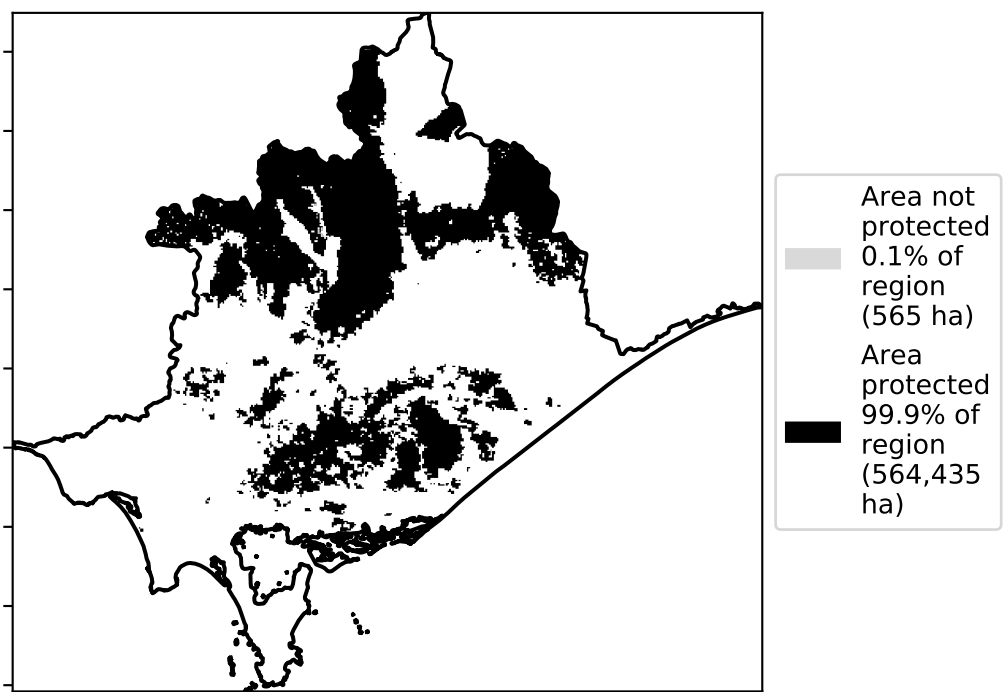 Area not
protected
0.1% of
region
(565 ha)
Area
protected
99.9% of
region
(564,435
ha)